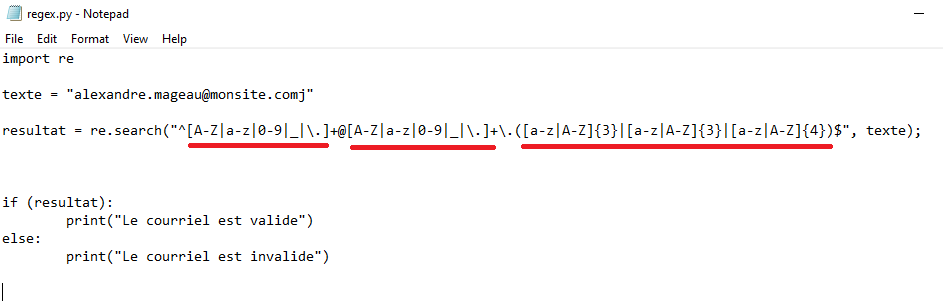 regex.py - Notepad
File Edit Format View Help
import re
texte = "alexandre.mageau@monsite.comj"
resultat = re.search("^[A-Z|a-z|0-9|_|\.]+@[A-Z|a-z|0-9|_|\.]+\.([a-z|A-Z]{3}|[a-z|A-Z]{3}|[a-z|A-Z]{4})$", texte);
if (resultat):
print("Le courriel est valide")
else:
print("Le courriel est invalide")